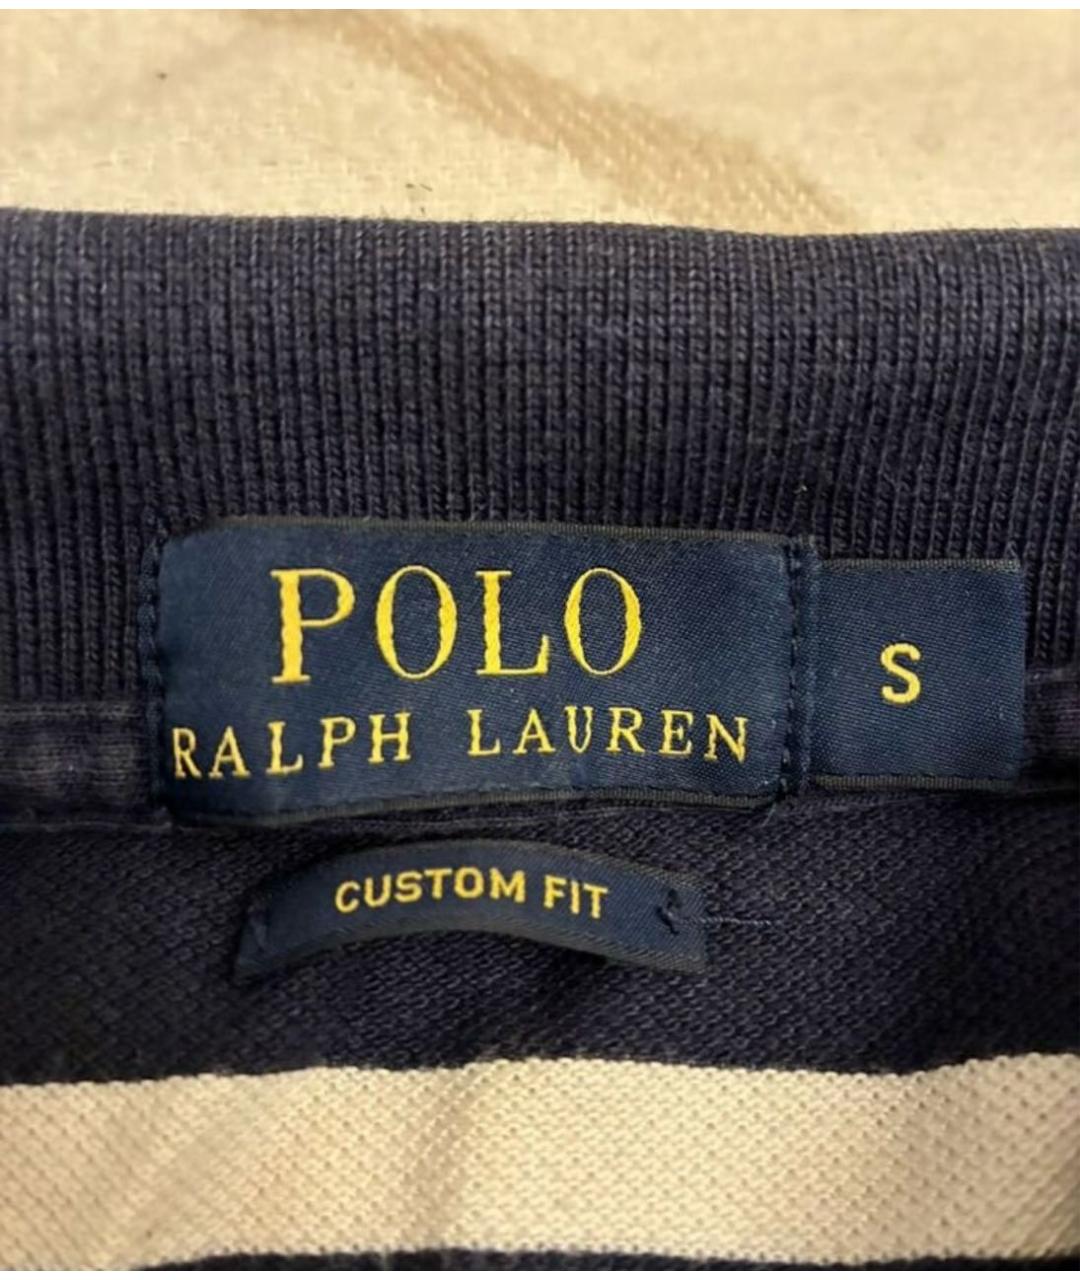 POLO
RALPH LAUREN
S
CUSTOM FIT